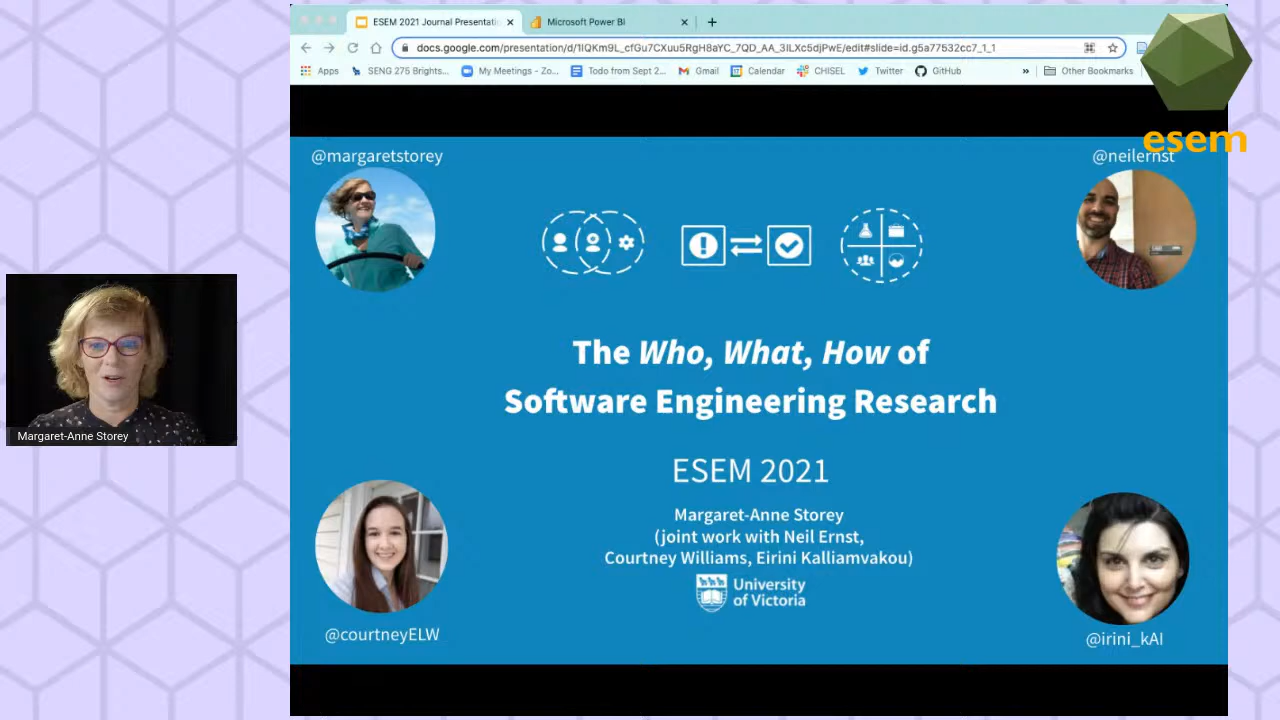 ESEM 2021 Journal Presentatic
Microsoft Power BI
docs.google.com/presentation/d/1lQKm9L_cfGu7CXuu5RgH8aYC_7QD_AA_3ILXc5djPwE/edit#slide=id.g5a77532cc7_1_1
Apps
SENG 275 Brights...
My Meetings - Zo...
Todo from Sept 2...
Gmail
Calendar
CHISEL
Twitter
GitHub
»
Other Bookmarks
esem
@margaretstorey
@neilernst
The Who, What, How of
Software Engineering Research
ESEM 2021
Margaret-Anne Storey
(joint work with Neil Ernst,
Courtney Williams, Eirini Kalliamvakou)
University
of Victoria
@courtneyELW
@irini_kAI
Margaret-Anne Storey